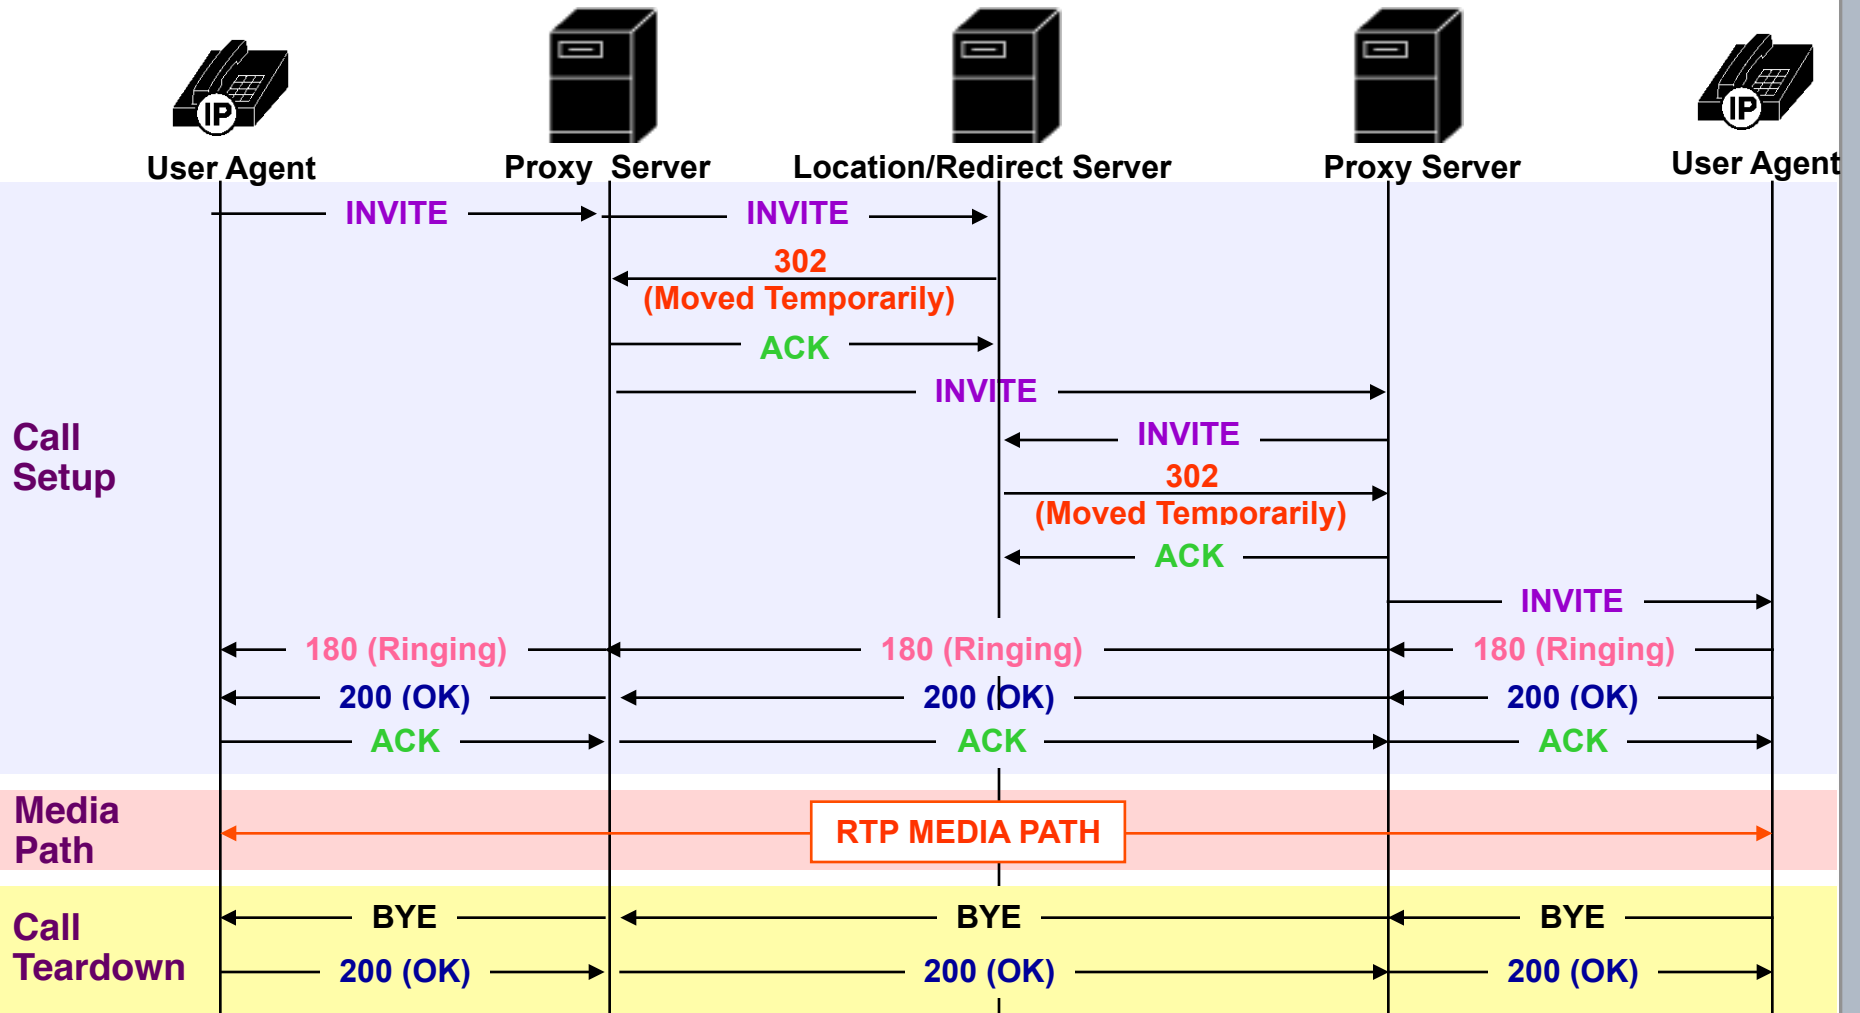 IP
IP
User Agent
Proxy Server
Location/Redirect Server
Proxy Server
User Agent
INVITE
INVITE
302
(Moved Temporarily)
ACK
INVITE
Call
Setup
INVITE
302
(Moved Temporarily)
ACK
INVITE
180 (Ringing)
180 (Ringing)
180 (Ringing)
200 (OK)
200 (OK)
200 (OK)
ACK
ACK
ACK
Media
Path
RTP MEDIA PATH
Call
Teardown
BYE
BYE
BYE
200 (OK)
200 (OK)
200 (OK)